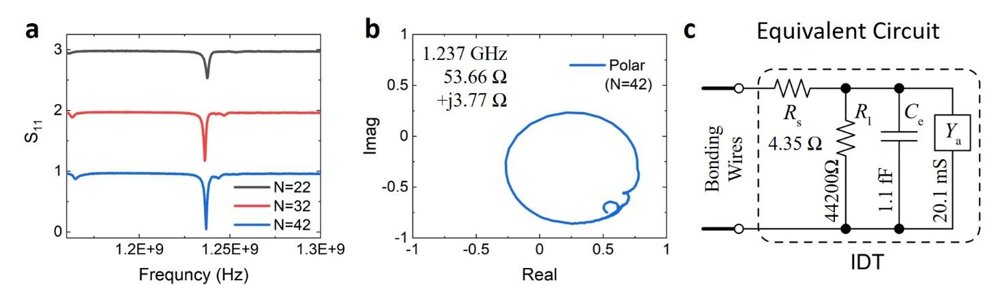 a
3
2
1
0
S11
N=22
N=32
N=42
1.2E+9
1.25E+9
1.3E+9
Frequncy (Hz)
b
1
0.5
0
-0.5
-1
Imag
1.237 GHz
53.66 Ω
+j3.77 Ω
Polar
(N=42)
-1
-0.5
0
0.5
1
Real
c
Equivalent Circuit
Bonding
Wires
Rs
4.35 Ω
Rl
44200Ω
Ce
1.1 fF
Ya
20.1 mS
IDT